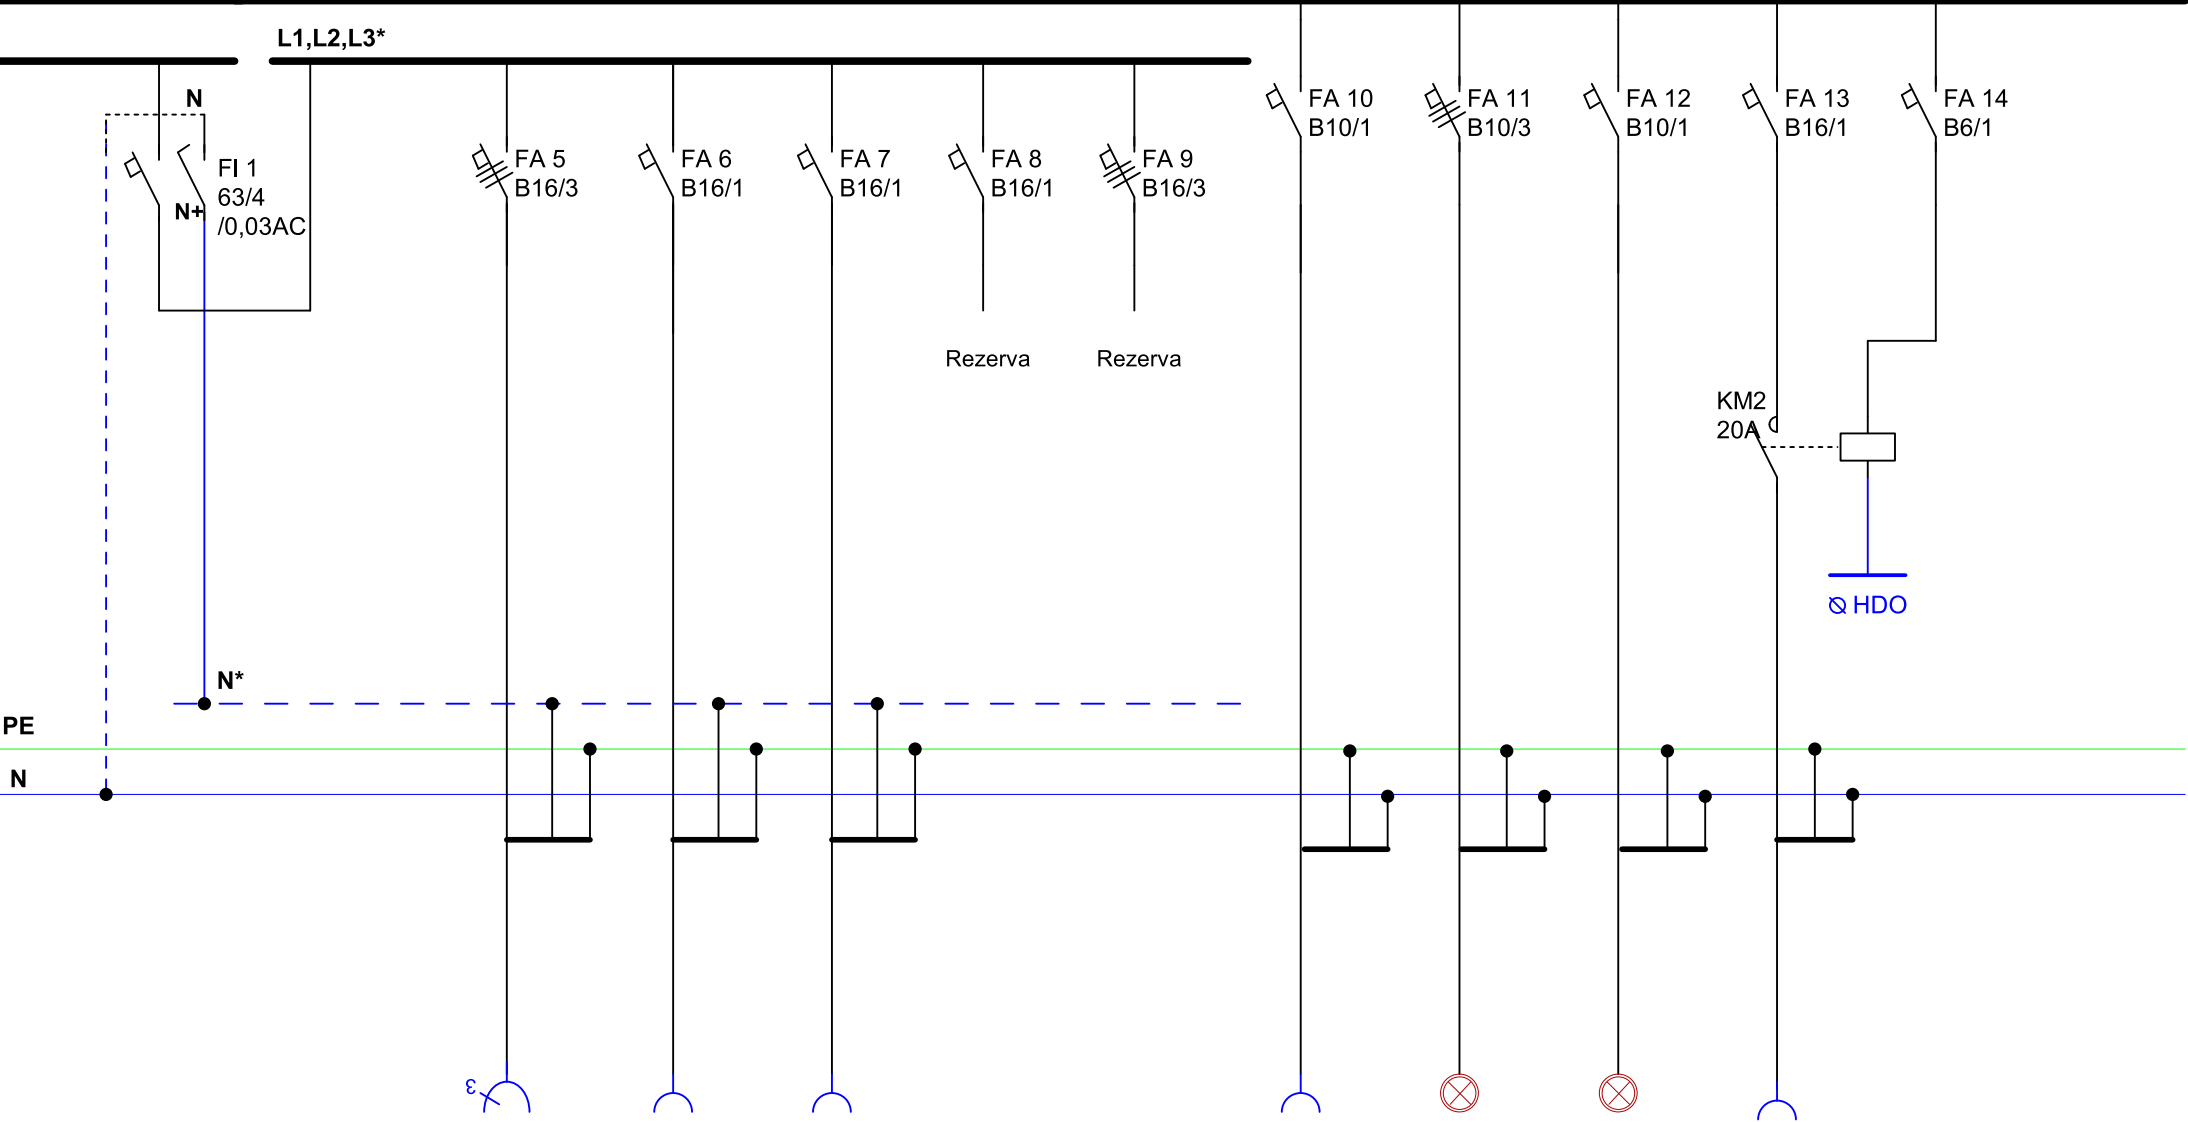 L1,L2,L3*
N
FI 1
63/4
/0,03AC
N+
FA 5
B16/3
FA 6
B16/1
FA 7
B16/1
FA 8
B16/1
FA 9
B16/3
FA 10
B10/1
FA 11
B10/3
FA 12
B10/1
FA 13
B16/1
FA 14
B6/1
Rezerva
Rezerva
KM2
20A
HDO
N*
PE
N
3